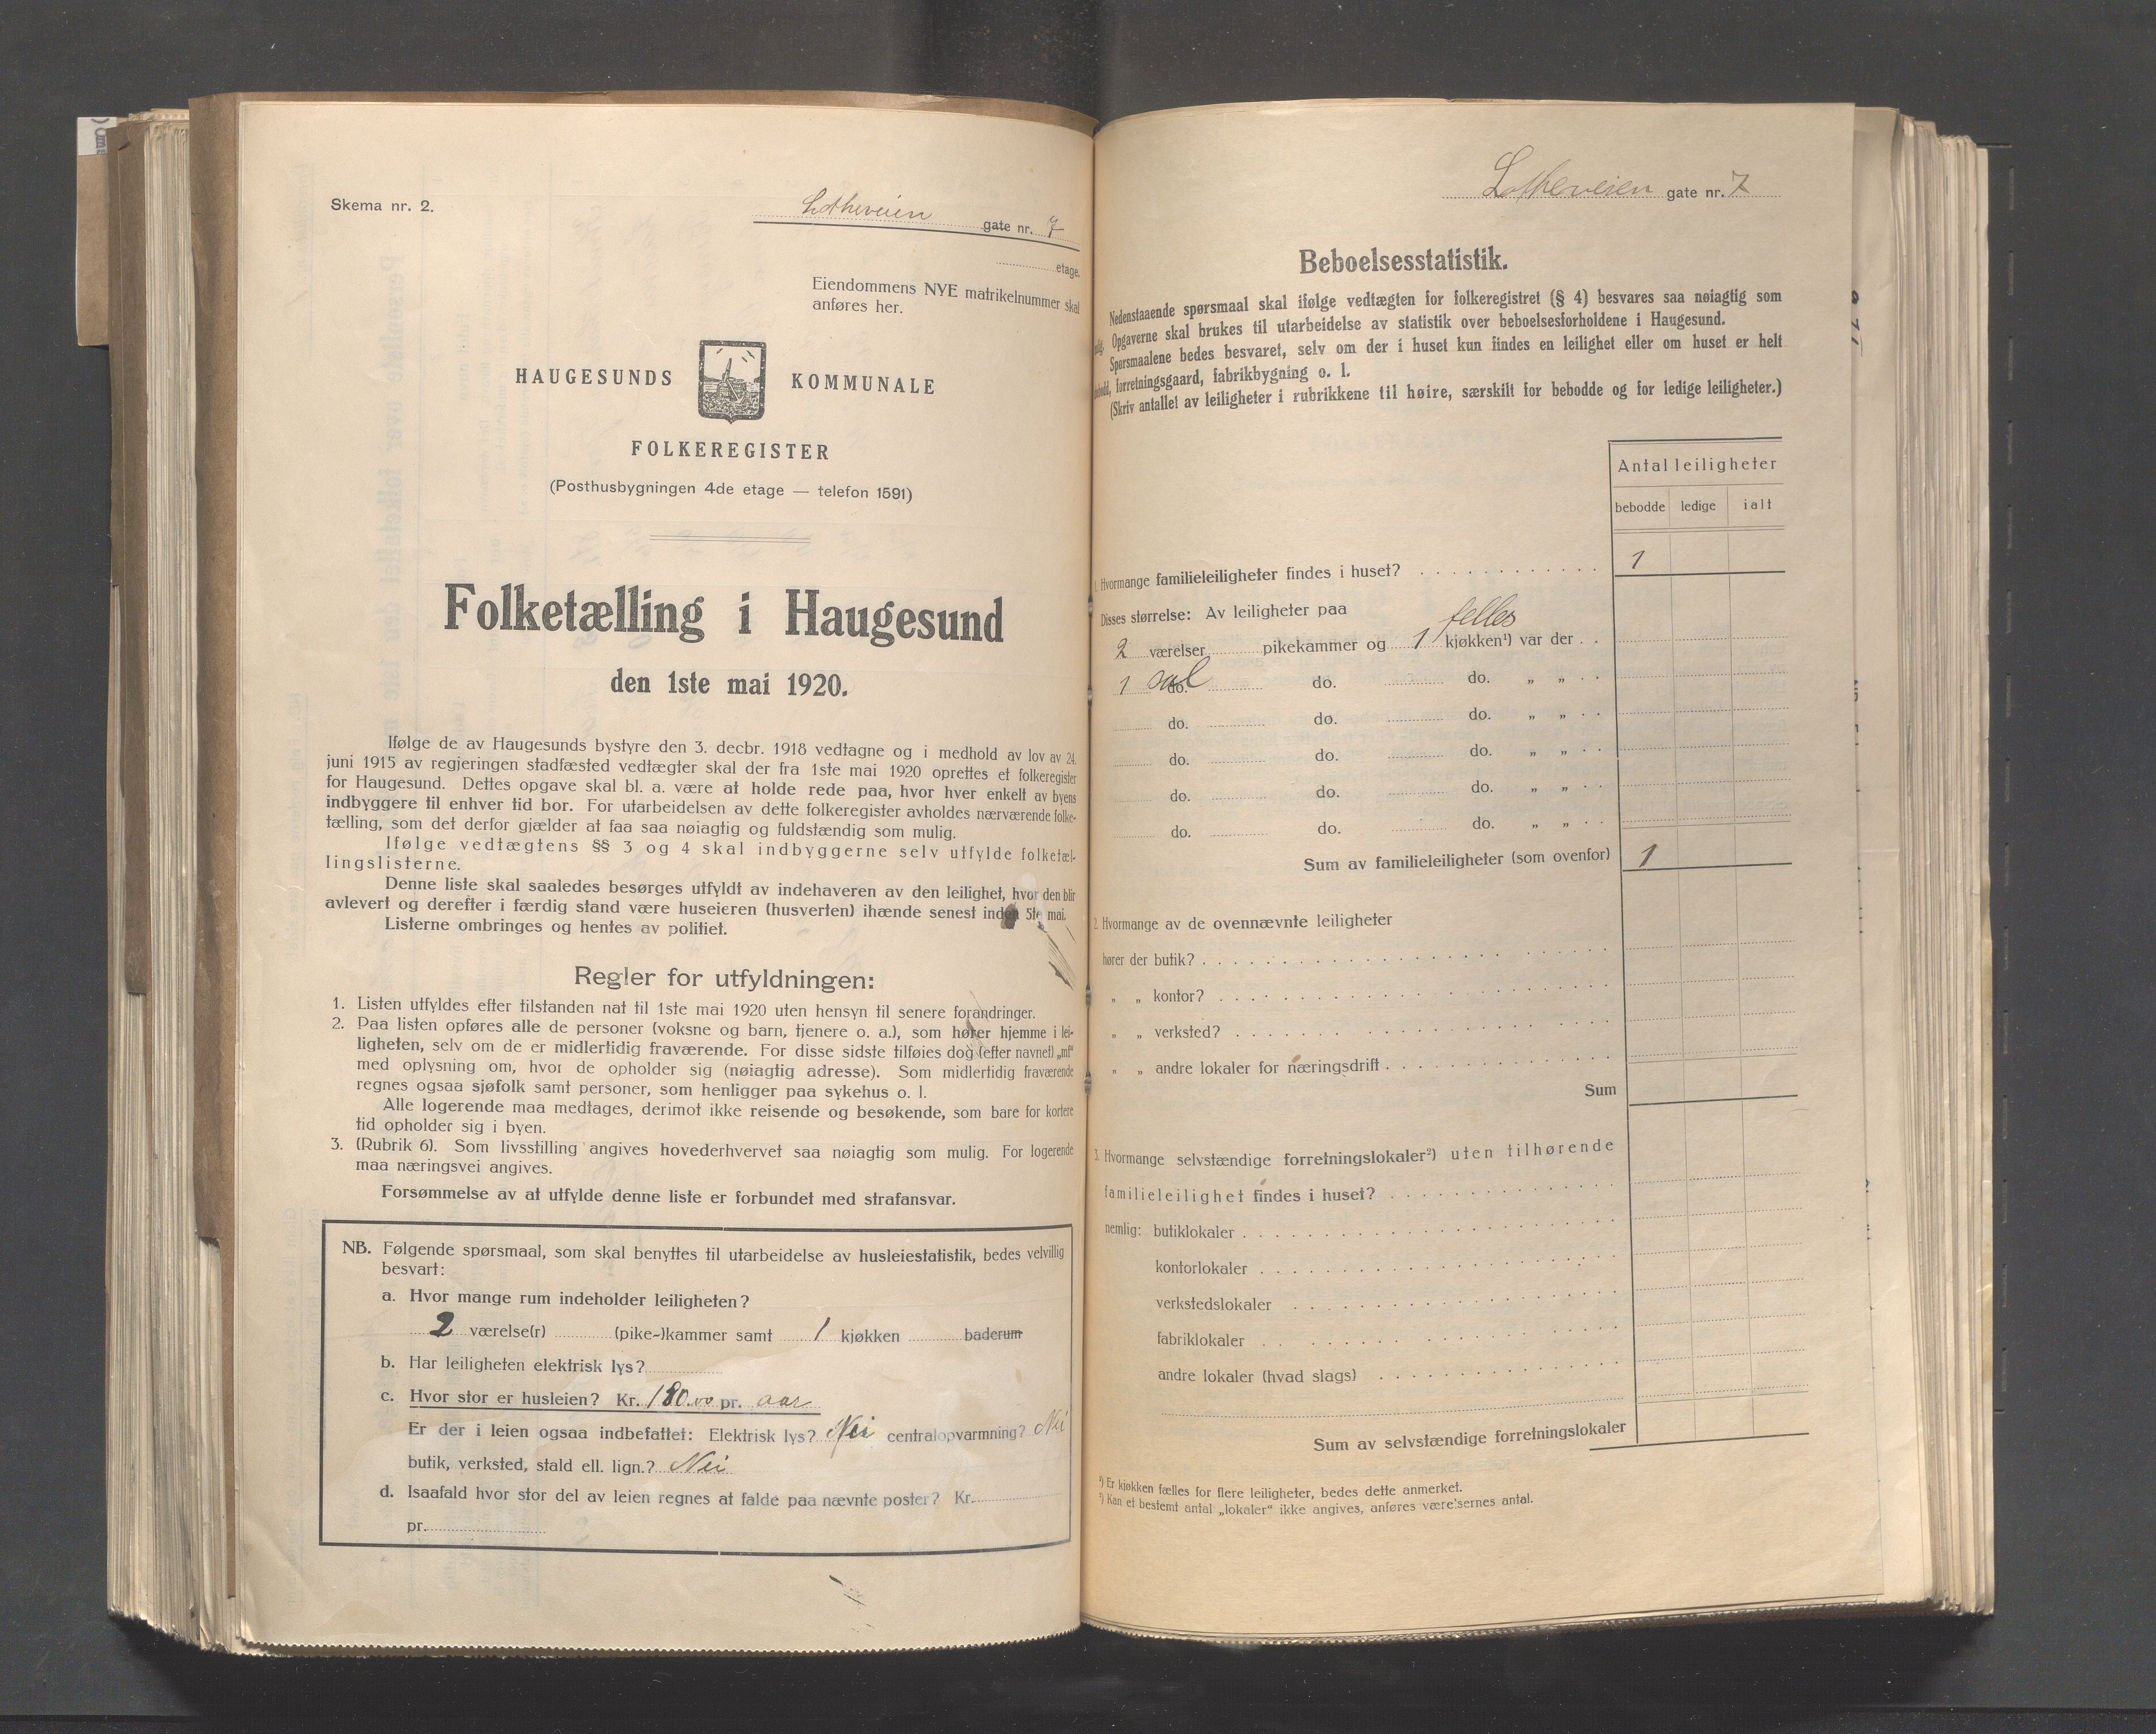 Skema nr. 2.
Lotheveien gate nr. 7
etage.
Eiendommens NYE matrikelnummer skal
anføres her.
HAUGESUNDS KOMMUNALE
FOLKEREGISTER
(Posthusbygningen 4de etage — telefon 1591)
Folketælling i Haugesund
den 1ste mai 1920.
Ifølge de av Haugesunds bystyre den 3. decbr. 1918 vedtagne og i medhold av lov av 24.
juni 1915 av regjeringen stadfæsted vedtægter skal der fra 1ste mai 1920 oprettes et folkeregister
for Haugesund. Dettes opgave skal bl. a. være at holde rede paa, hvor hver enkelt av byens
indbyggere til enhver tid bor. For utarbeidelsen av dette folkeregister avholdes nærværende folke-
tælling, som det derfor gjælder at faa saa nøiagtig og fuldstændig som mulig.
Ifølge vedtægtens §§ 3 og 4 skal indbyggerne selv utfylde folketæl-
lingslisterne.
Denne liste skal saaledes besørges utfyldt av indehaveren av den leilighet, hvor den blir
avlevert og derefter i færdig stand være huseieren (husverten) ihænde senest inden 5te mai.
Listerne ombringes og hentes av politiet.
Regler for utfyldningen:
1. Listen utfyldes efter tilstanden nat til 1ste mai 1920 uten hensyn til senere forandringer.
2. Paa listen opføres alle de personer (voksne og barn, tjenere o. a.), som hører hjemme i lei-
ligheten, selv om de er midlertidig fraværende. For disse sidste tilføies dog (efter navnet) „mf“
med oplysning om, hvor de opholder sig (nøiagtig adresse). Som midlertidig fraværende
regnes ogsaa sjøfolk samt personer, som henligger paa sykehus o. l.
Alle logerende maa medtages, derimot ikke reisende og besøkende, som bare for kortere
tid opholder sig i byen.
3. (Rubrik 6). Som livsstilling angives hovederhvervet saa nøiagtig som mulig. For logerende
maa næringsvei angives.
Forsømmelse av at utfylde denne liste er forbundet med strafansvar.
NB. Følgende spørsmaal, som skal benyttes til utarbeidelse av husleiestatistik, bedes velvillig
besvart:
a. Hvor mange rum indeholder leiligheten?
2 værelse(r) (pike-)kammer samt 1 kjøkken baderum
b. Har leiligheten elektrisk lys?
c. Hvor stor er husleien? Kr. 180.00 pr. aar
Er der i leien ogsaa indbefattet: Elektrisk lys? Nei centralopvarmning? Nei
butik, verksted, stald ell. lign.? Nei
d. Isaafald hvor stor del av leien regnes at falde paa nævnte poster? Kr.
pr.
Lotheveien gate nr. 7
Beboelsesstatistik.
Nedenstaaende spørsmaal skal ifølge vedtægten for folkeregistret (§ 4) besvares saa nøiagtig som
Opgaverne skal brukes til utarbeidelse av statistik over beboelsesforholdene i Haugesund.
Spørsmaalene bedes besvaret, selv om der i huset kun findes en leilighet eller om huset er helt
forretningsgaard, fabrikbygning o. l.
(Skriv antallet av leiligheter i rubrikkene til høire, særskilt for bebodde og for ledige leiligheter.)
Antal leiligheter
bebodde ledige ialt
1. Hvormange familieleiligheter findes i huset? 1
Disses størrelse: Av leiligheter paa
felles
2 værelser pikekammer og 1 kjøkken¹) var der
1 sal do. do. do. „ „
do. do. do. „ „
do. do. do. „ „
do. do. do. „ „
do. do. do. „ „
Sum av familieleiligheter (som ovenfor) 1
2. Hvormange av de ovennævnte leiligheter
hører der butik?
„ „ kontor?
„ „ verksted?
„ „ andre lokaler for næringsdrift
Sum
3. Hvormange selvstændige forretningslokaler²) uten tilhørende
familieleilighet findes i huset?
nemlig: butiklokaler
kontorlokaler
verkstedslokaler
fabriklokaler
andre lokaler (hvad slags)
Sum av selvstændige forretningslokaler
¹) Er kjøkken fælles for flere leiligheter, bedes dette anmerket.
²) Kan et bestemt antal „lokaler“ ikke angives, anføres være'sernes antal.